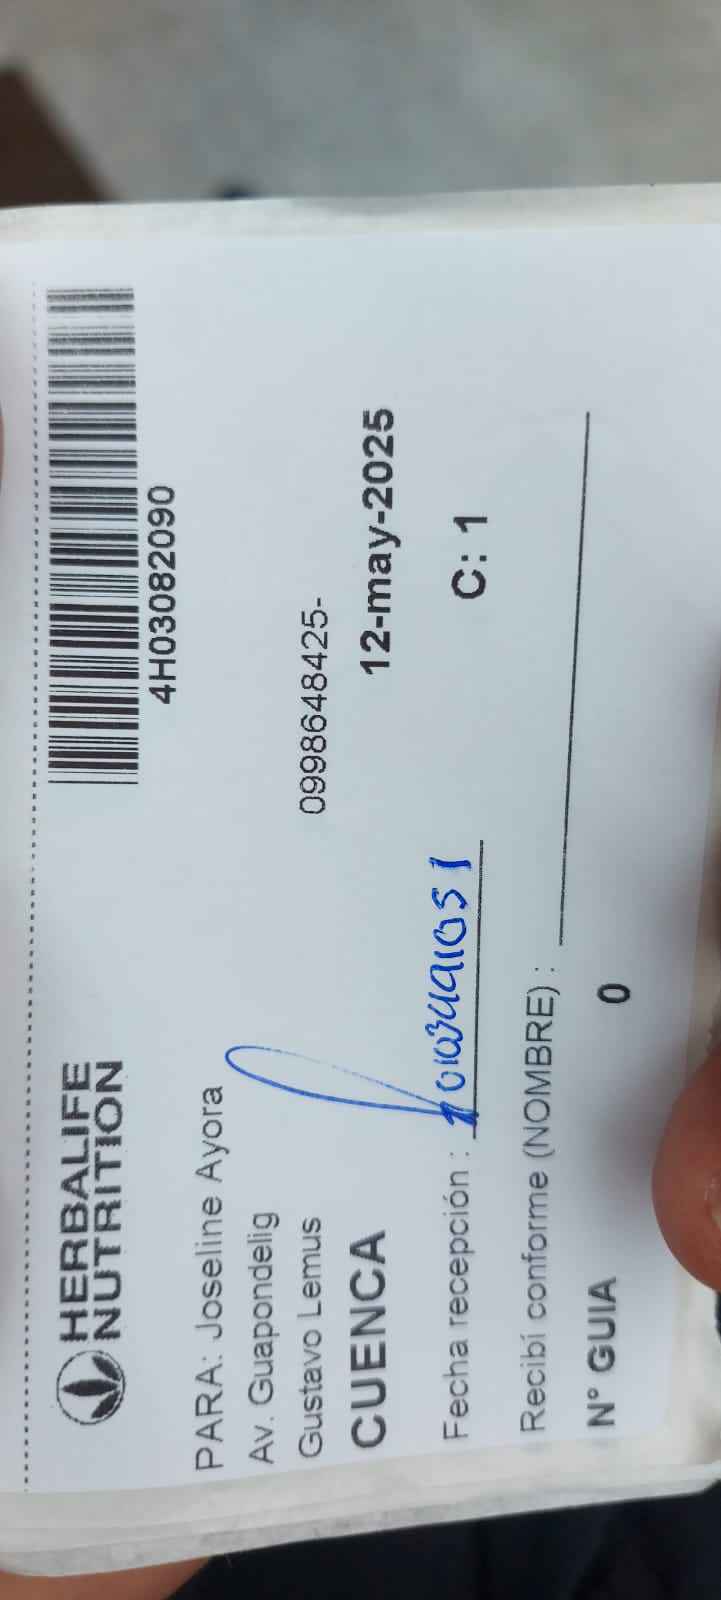 HERBALIFE
NUTRITION
4H03082090
PARA: Joseline Ayora
Av. Guapondelig
Gustavo Lemus 0998648425-
CUENCA 12-may-2025
Fecha recepción :
C: 1
Recibí conforme (NOMBRE) :
N° GUIA 0